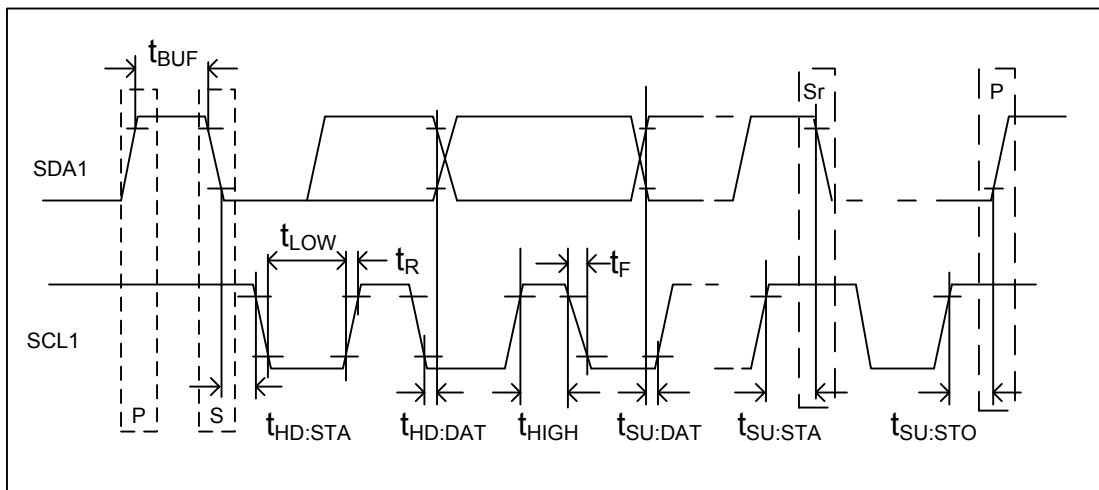 tBUF
Sr
P
SDA1
tLOW
tR
tF
SCL1
P
S
tHD:STA
tHD:DAT
tHIGH
tSU:DAT
tSU:STA
tSU:STO